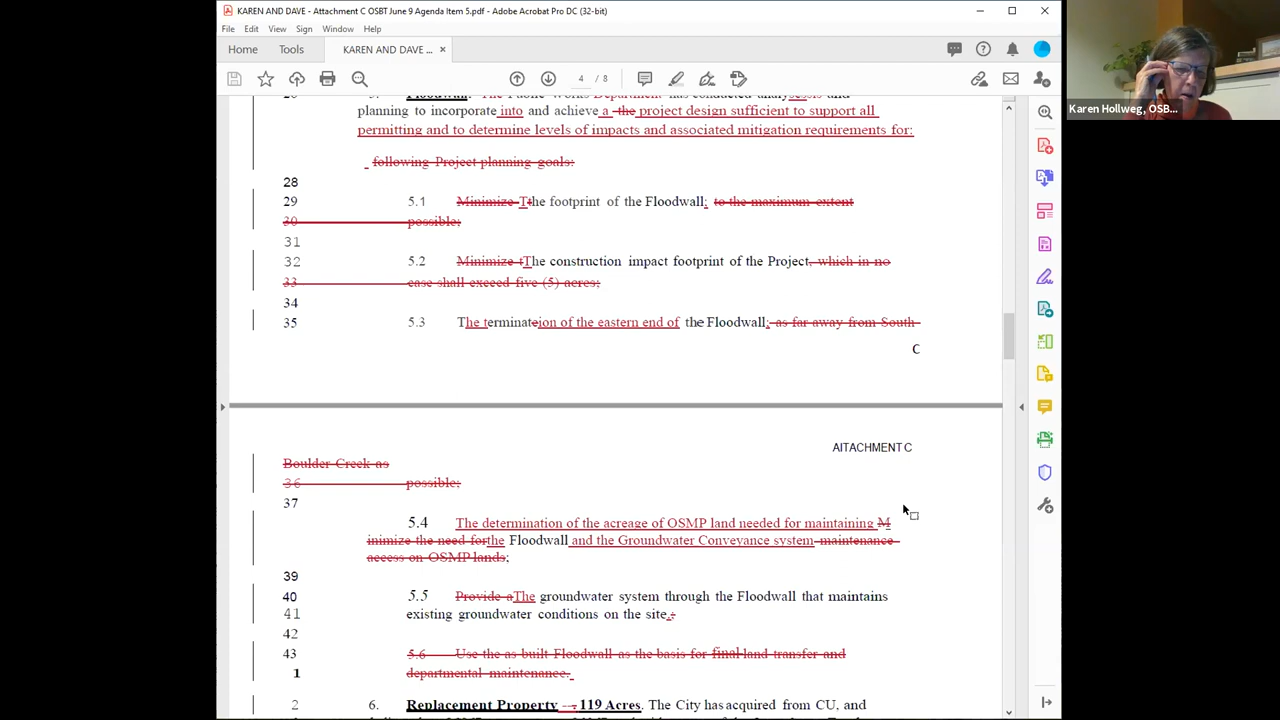 KAREN AND DAVE - Attachment C OSBT June 9 Agenda Item 5.pdf - Adobe Acrobat Pro DC (32-bit)
File Edit View Sign Window Help
Home Tools KAREN AND DAVE ... ×
4 / 8
Karen Hollweg, OSB...
planning to incorporate into and achieve a the project design sufficient to support all
permitting and to determine levels of impacts and associated mitigation requirements for:
following Project planning goals:
28
29 5.1 Minimize Tthe footprint of the Floodwall; to the maximum extent
30 possible;
31
32 5.2 Minimize tThe construction impact footprint of the Project, which in no
33 case shall exceed five (5) acres;
34
35 5.3 The terminateion of the eastern end of the Floodwall; as far away from South
C
AITACHMENT C
Boulder Creek as
36 possible;
37
5.4 The determination of the acreage of OSMP land needed for maintaining M
inimize the need forthe Floodwall and the Groundwater Conveyance system maintenance
access on OSMP lands;
39
40 5.5 Provide aThe groundwater system through the Floodwall that maintains
41 existing groundwater conditions on the site.;
42
43 5.6 Use the as-built Floodwall as the basis for final land transfer and
1 departmental maintenance.
2 6. Replacement Property --- 119 Acres. The City has acquired from CU, and